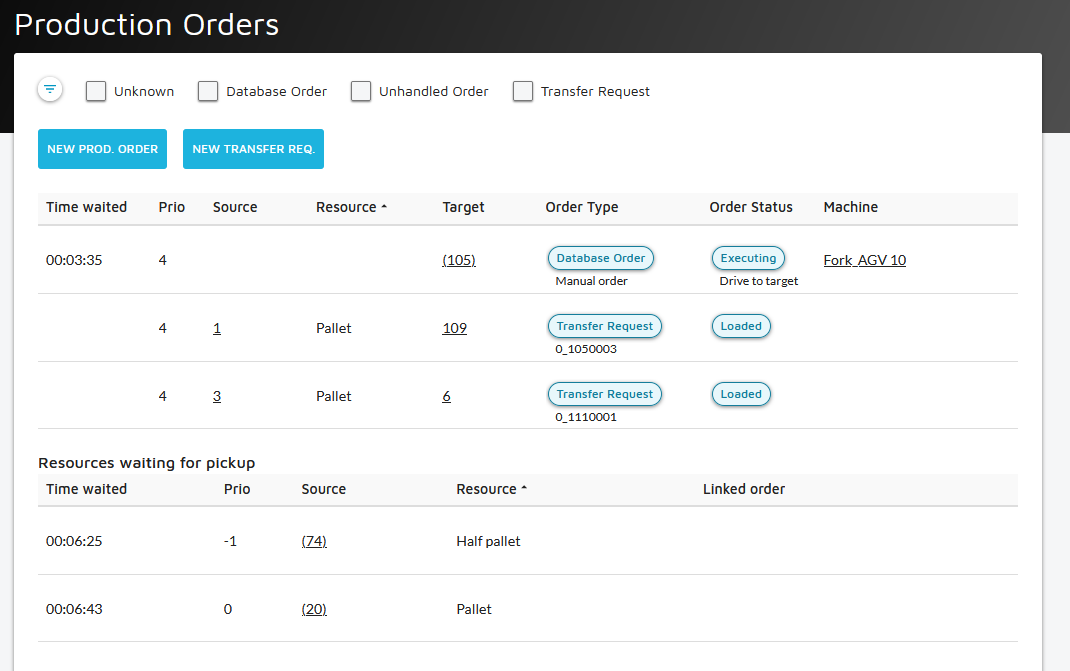 Production Orders
Unknown Database Order Unhandled Order Transfer Request
NEW PROD. ORDER NEW TRANSFER REQ.
Time waited Prio Source Resource Target Order Type Order Status Machine
00:03:35 4 (105) Database Order Executing Fork_AGV 10
Manual order Drive to target
4 1 Pallet 109 Transfer Request Loaded
0_1050003
4 3 Pallet 6 Transfer Request Loaded
0_1110001
Resources waiting for pickup
Time waited Prio Source Resource Linked order
00:06:25 -1 (74) Half pallet
00:06:43 0 (20) Pallet